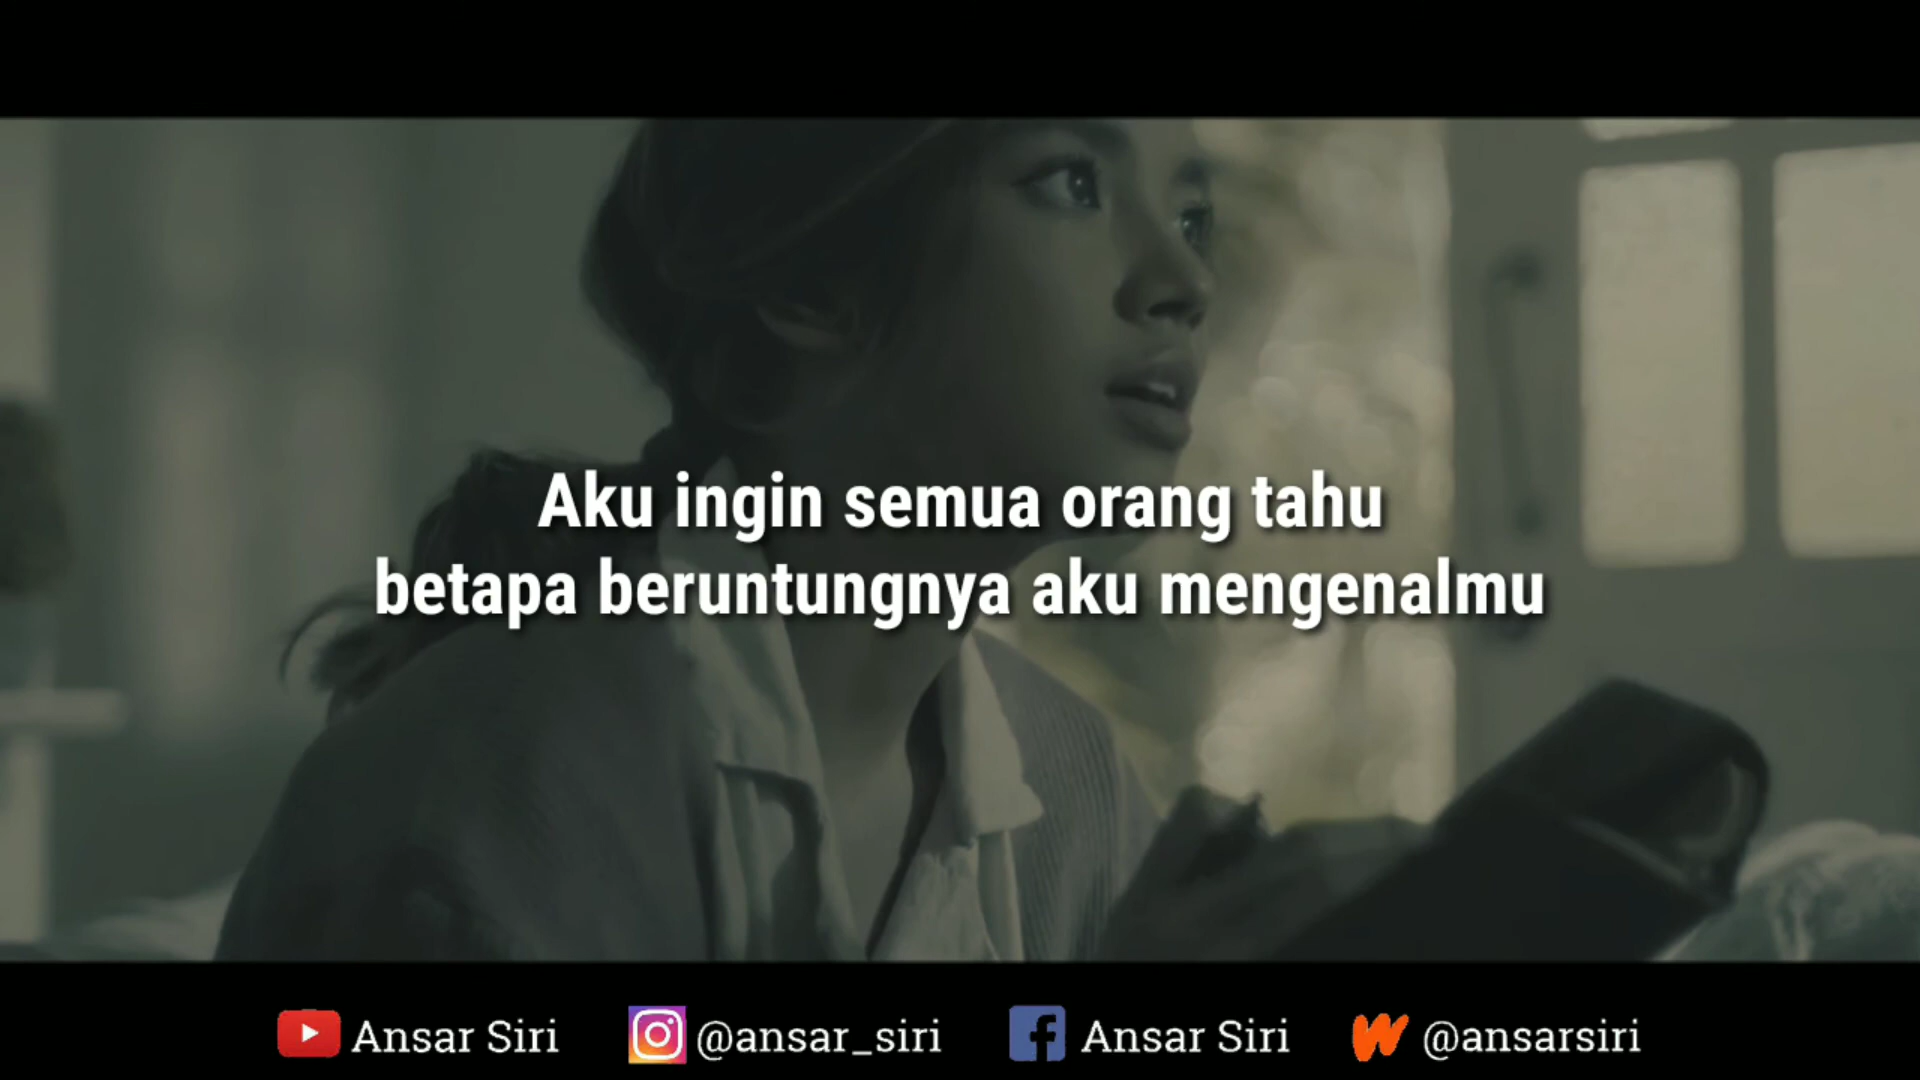 Aku ingin semua orang tahu
betapa beruntungnya aku mengenalmu
Ansar Siri @ansar_siri Ansar Siri @ansarsiri